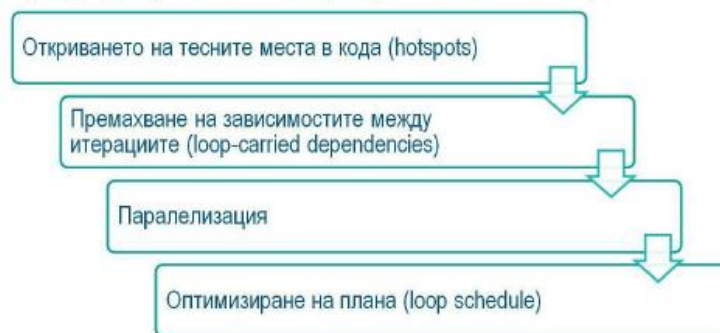 Откриването на тесните места в кода (hotspots)
Премахване на зависимостите между
итерациите (loop-carried dependencies)
Паралелизация
Оптимизиране на плана (loop schedule)